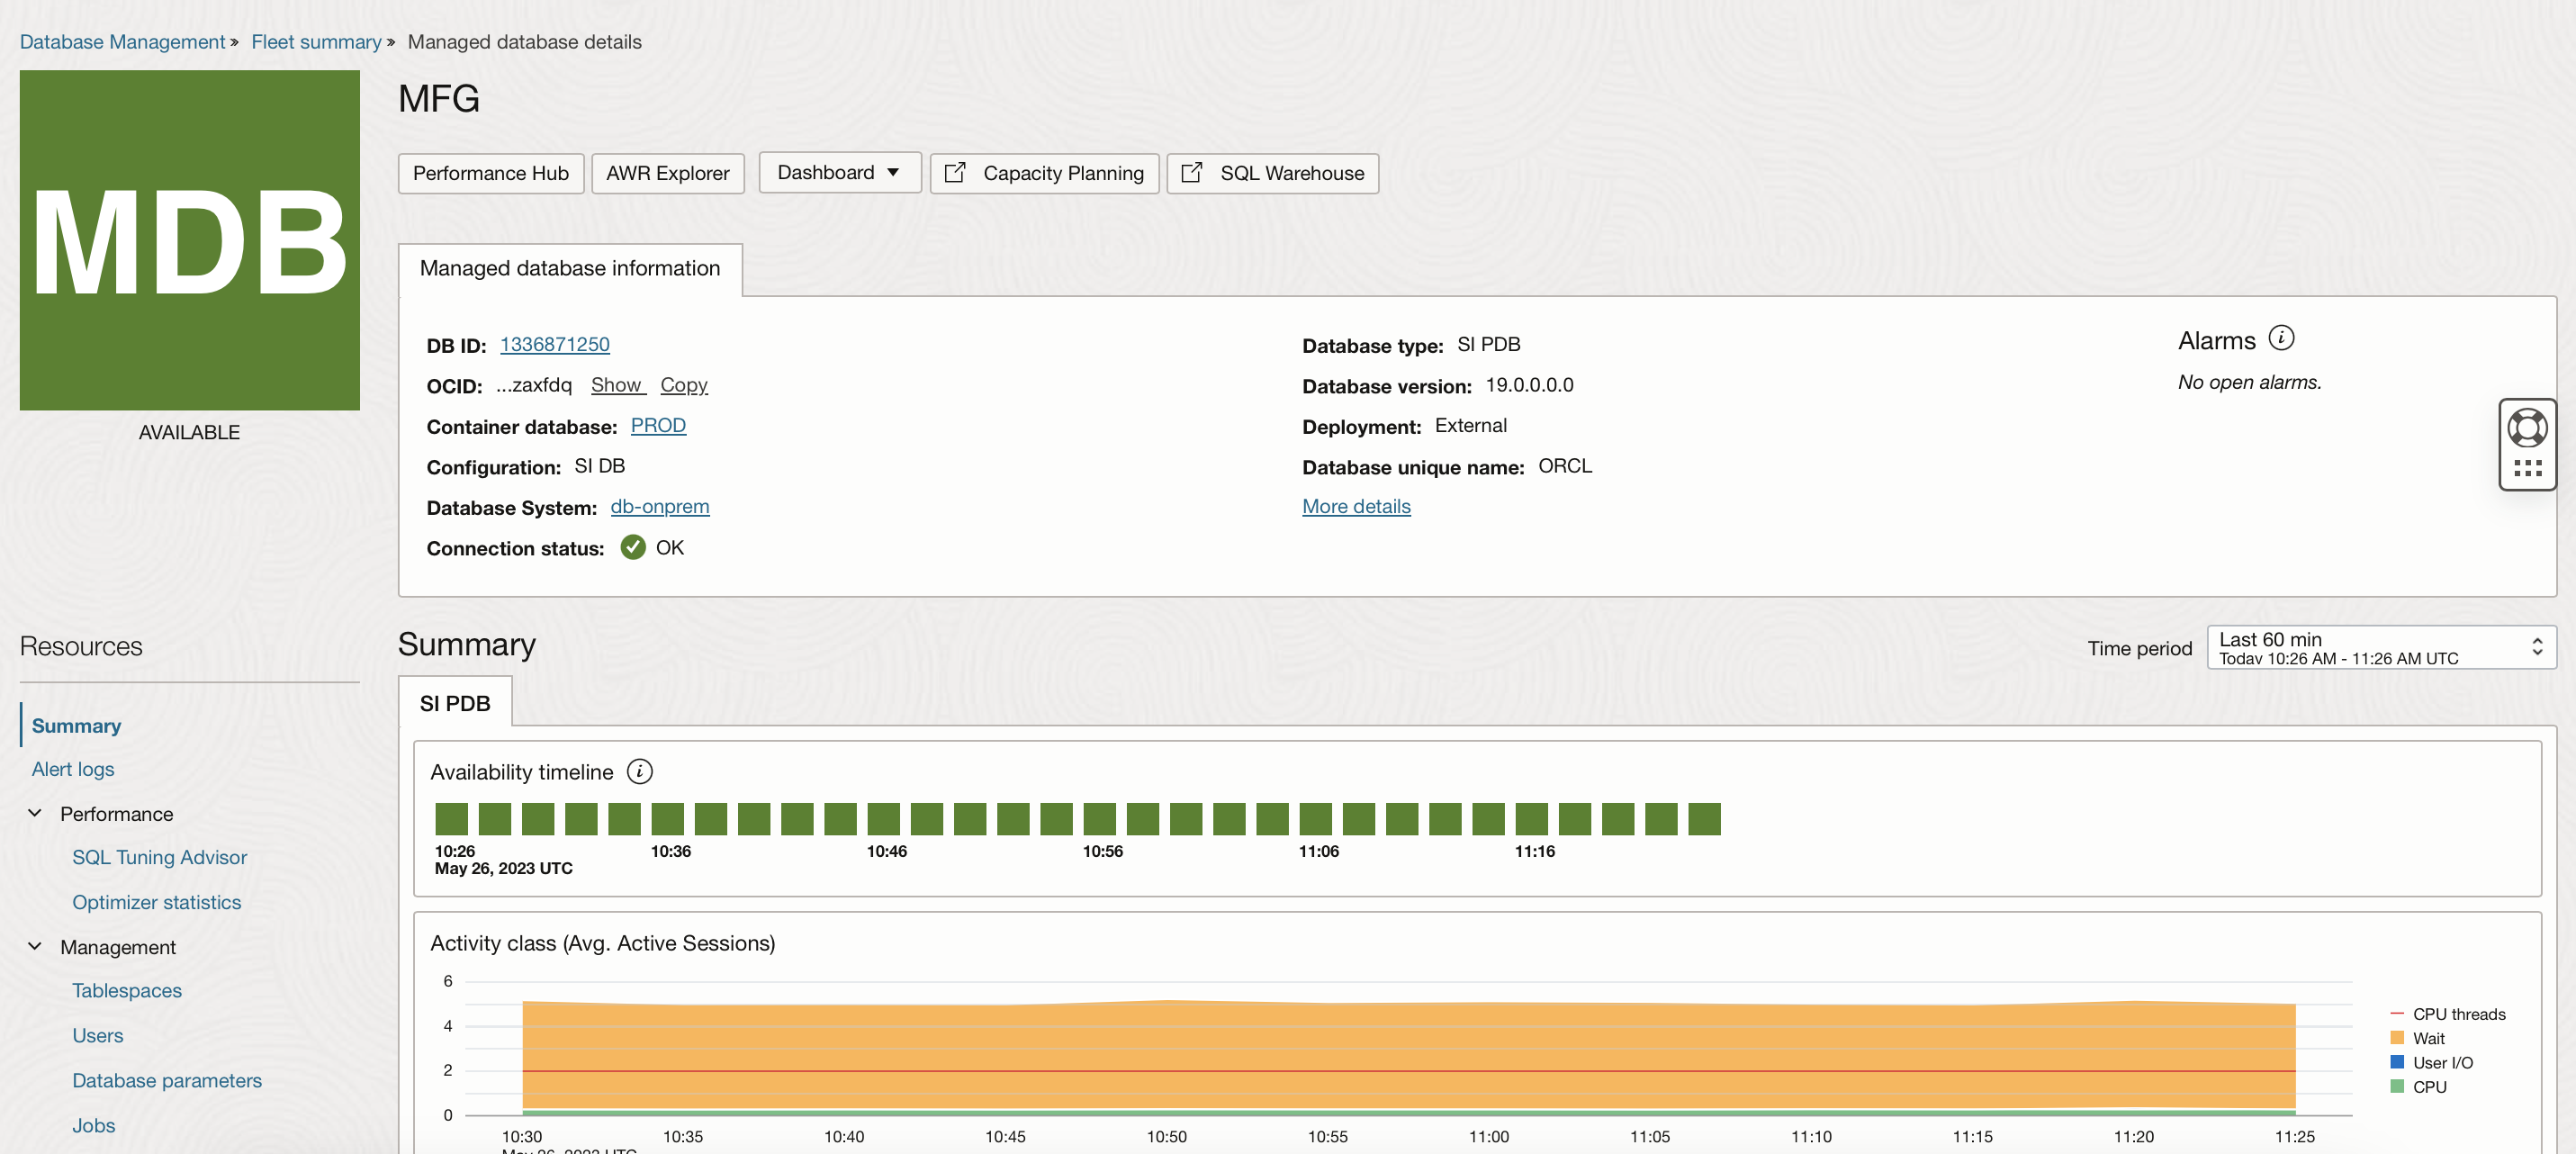 Database Management » Fleet summary » Managed database details
MDB
AVAILABLE
MFG
Performance Hub
AWR Explorer
Dashboard
Capacity Planning
SQL Warehouse
Managed database information
DB ID: 1336871250
OCID: ...zaxfdq Show Copy
Container database: PROD
Configuration: SI DB
Database System: db-onprem
Connection status: OK
Database type: SI PDB
Database version: 19.0.0.0.0
Deployment: External
Database unique name: ORCL
More details
Alarms
No open alarms.
Resources
Summary
Alert logs
Performance
SQL Tuning Advisor
Optimizer statistics
Management
Tablespaces
Users
Database parameters
Jobs
Summary
Time period
Last 60 min
Today 10:26 AM - 11:26 AM UTC
SI PDB
Availability timeline
10:26 10:36 10:46 10:56 11:06 11:16
May 26, 2023 UTC
Activity class (Avg. Active Sessions)
6
4
2
0
10:30 10:35 10:40 10:45 10:50 10:55 11:00 11:05 11:10 11:15 11:20 11:25
May 26, 2023 UTC
CPU threads
Wait
User I/O
CPU